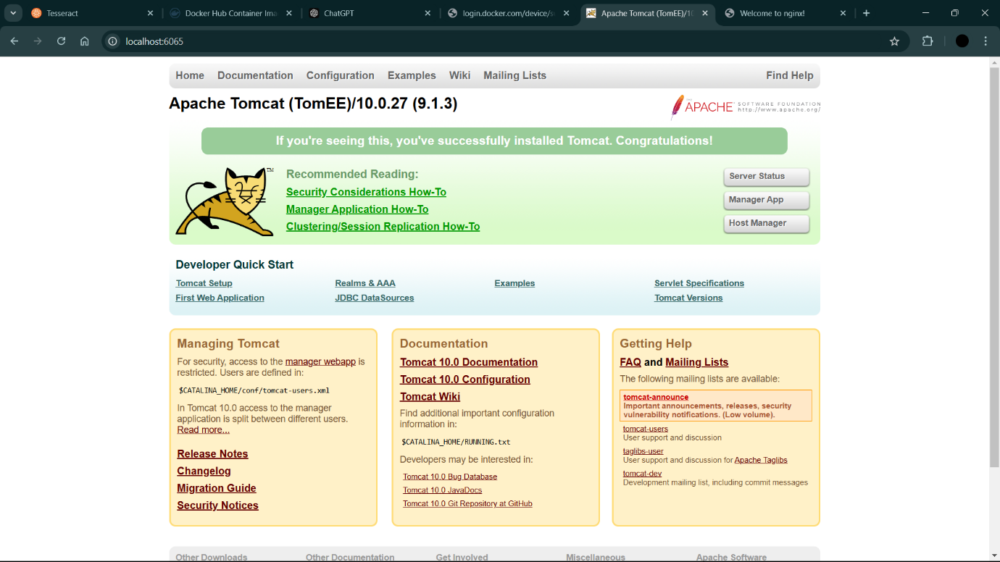 Tesseract
Docker Hub Container Ima
ChatGPT
login.docker.com/device/s
Apache Tomcat (TomEE)/10
Welcome to nginx!
localhost:6065
Home Documentation Configuration Examples Wiki Mailing Lists Find Help
Apache Tomcat (TomEE)/10.0.27 (9.1.3)
THE
APACHE SOFTWARE FOUNDATION
http://www.apache.org/
If you're seeing this, you've successfully installed Tomcat. Congratulations!
TM
Recommended Reading:
Security Considerations How-To
Manager Application How-To
Clustering/Session Replication How-To
Server Status
Manager App
Host Manager
Developer Quick Start
Tomcat Setup
First Web Application
Realms & AAA
JDBC DataSources
Examples
Servlet Specifications
Tomcat Versions
Managing Tomcat
For security, access to the manager webapp is
restricted. Users are defined in:
$CATALINA_HOME/conf/tomcat-users.xml
In Tomcat 10.0 access to the manager
application is split between different users.
Read more...
Release Notes
Changelog
Migration Guide
Security Notices
Documentation
Tomcat 10.0 Documentation
Tomcat 10.0 Configuration
Tomcat Wiki
Find additional important configuration
information in:
$CATALINA_HOME/RUNNING.txt
Developers may be interested in:
Tomcat 10.0 Bug Database
Tomcat 10.0 JavaDocs
Tomcat 10.0 Git Repository at GitHub
Getting Help
FAQ and Mailing Lists
The following mailing lists are available:
tomcat-announce
Important announcements, releases, security
vulnerability notifications. (Low volume).
tomcat-users
User support and discussion
taglibs-user
User support and discussion for Apache Taglibs
tomcat-dev
Development mailing list, including commit messages
Other Downloads Other Documentation Get Involved Miscellaneous Apache Software